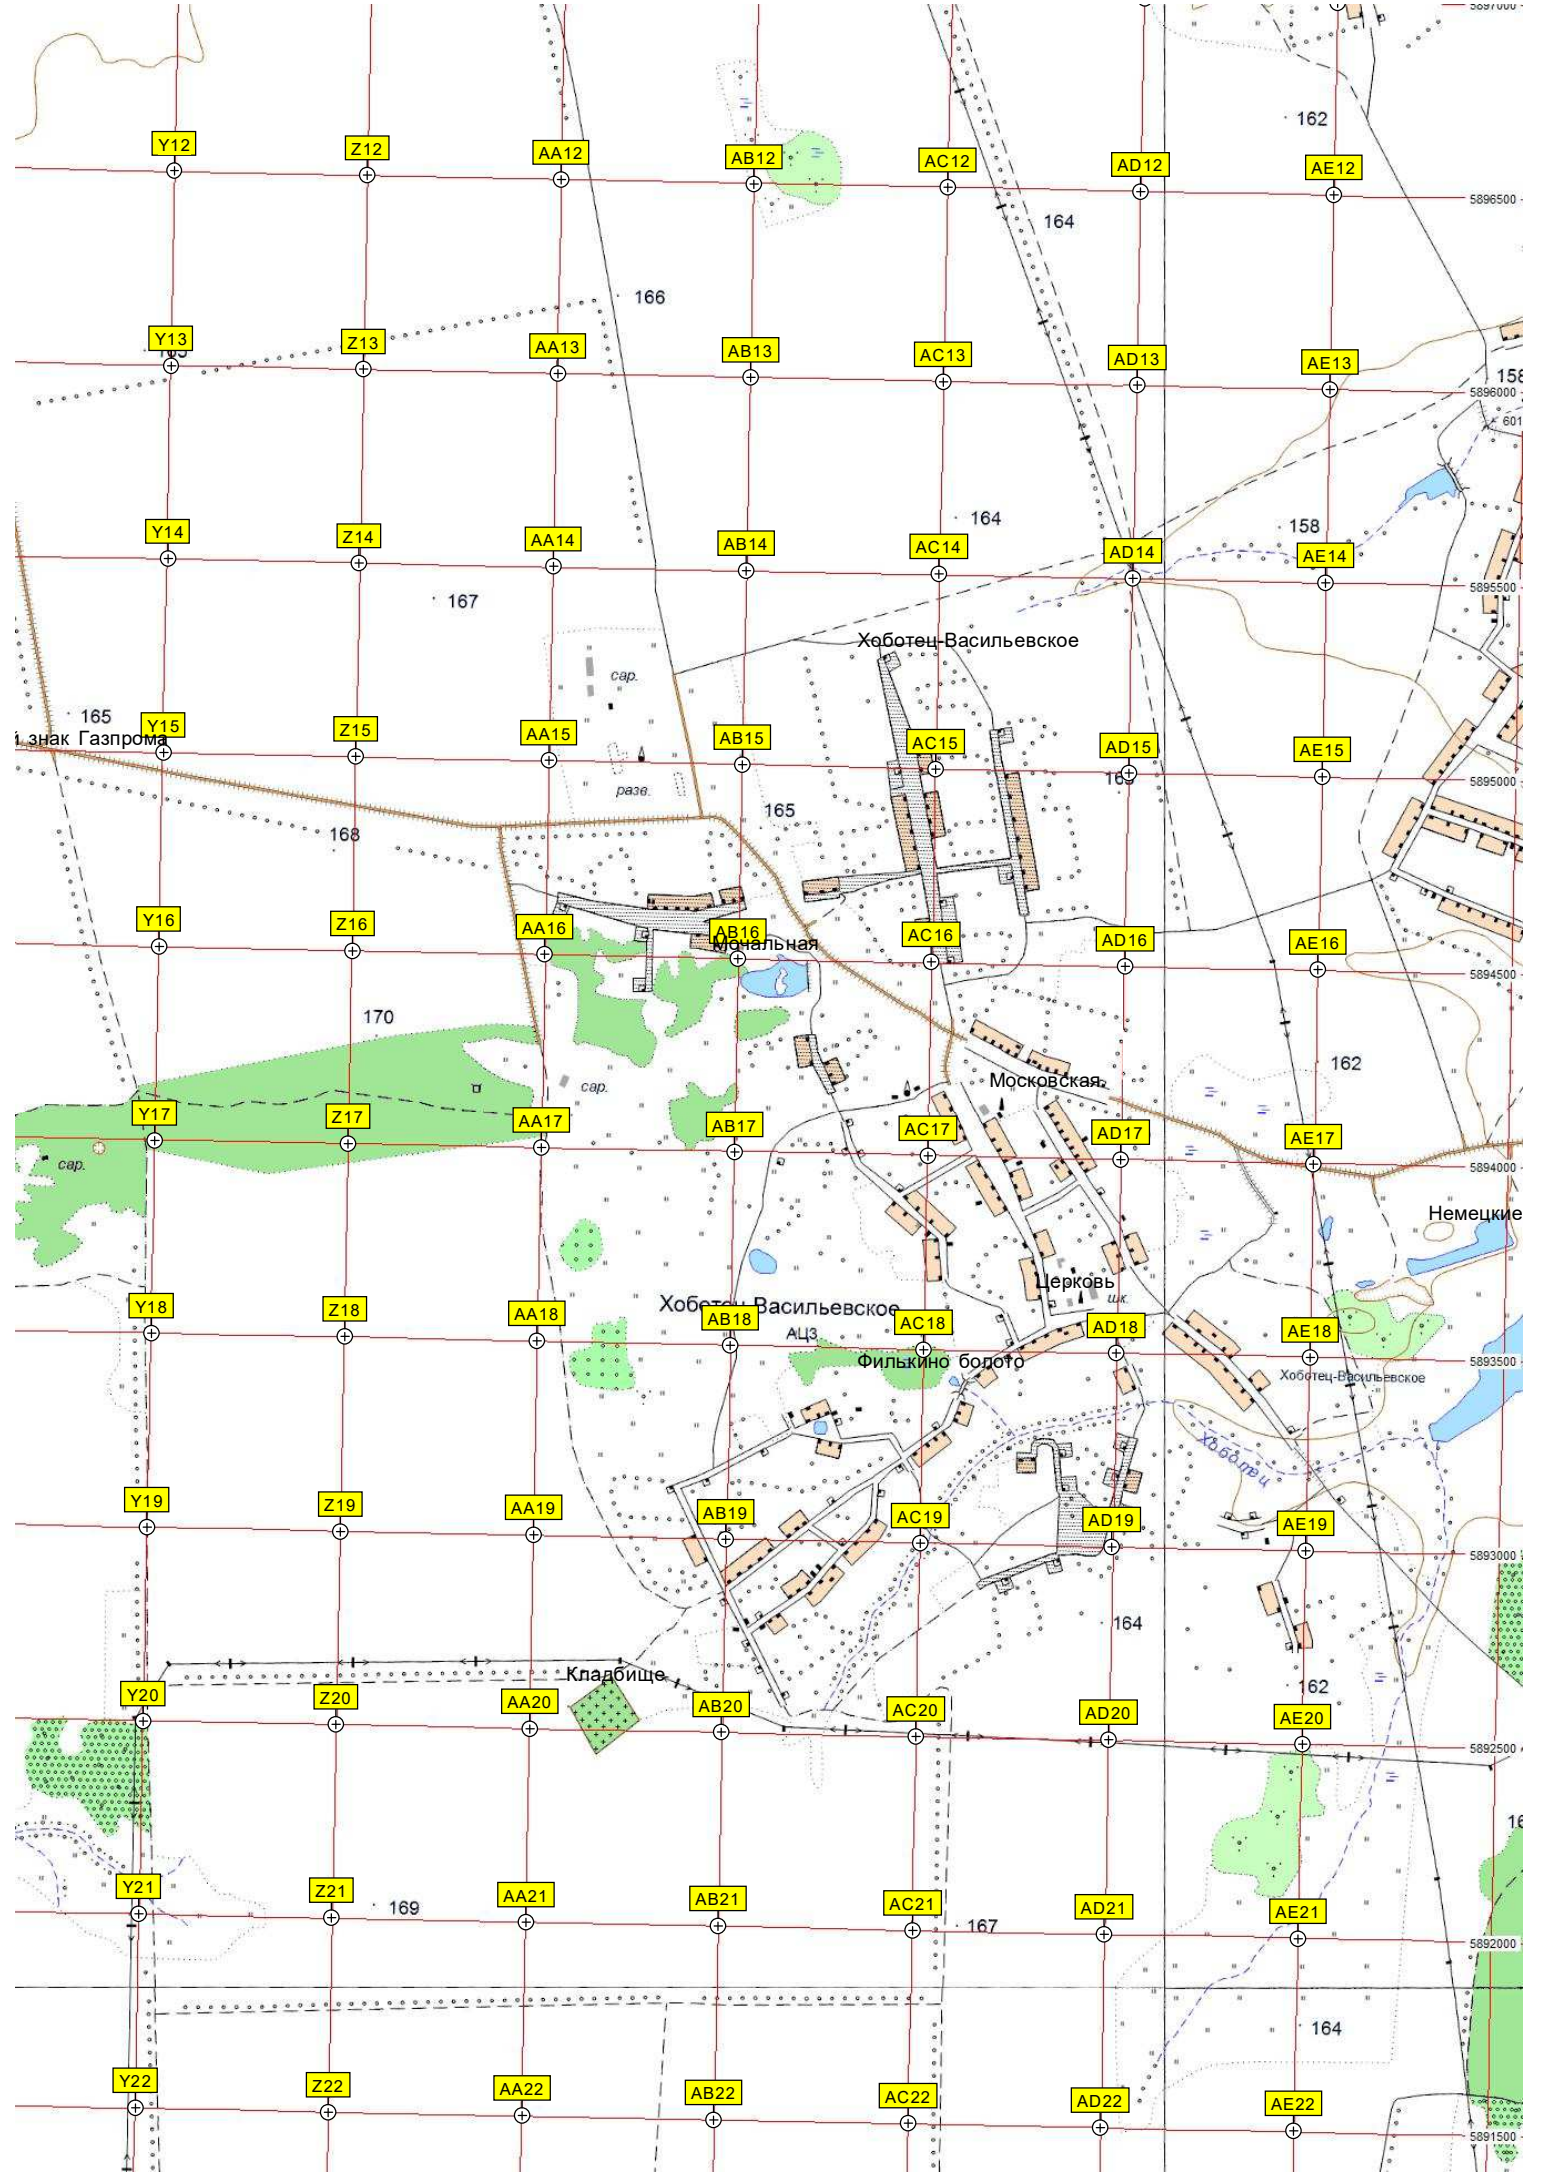 5897000
162
Y12
Z12
AA12
AB12
AC12
AD12
AE12
5896500
164
166
Y13
Z13
AA13
AB13
AC13
AD13
AE13
158
5896000
601
164
158
Y14
Z14
AA14
AB14
AC14
AD14
AE14
5895500
167
Хоботец-Васильевское
сар.
165
Y15
Z15
AA15
AB15
AC15
AD15
AE15
й знак Газпрома
5895000
разв.
165
168
Y16
Z16
AA16
AB16
AC16
AD16
AE16
Мочальная
5894500
170
162
сар.
Московская
Y17
Z17
AA17
AB17
AC17
AD17
AE17
сар.
5894000
Немецкие
Церковь
шк.
Хоботец-Васильевское
Y18
Z18
AA18
AB18
AC18
AD18
AE18
АЦЗ
Филькино болото
5893500
Хоботец-Васильевское
Хоботец
Y19
Z19
AA19
AB19
AC19
AD19
AE19
5893000
164
Кладбище
162
Y20
Z20
AA20
AB20
AC20
AD20
AE20
5892500
16
Y21
Z21
AA21
AB21
AC21
AD21
AE21
169
167
5892000
164
Y22
Z22
AA22
AB22
AC22
AD22
AE22
5891500